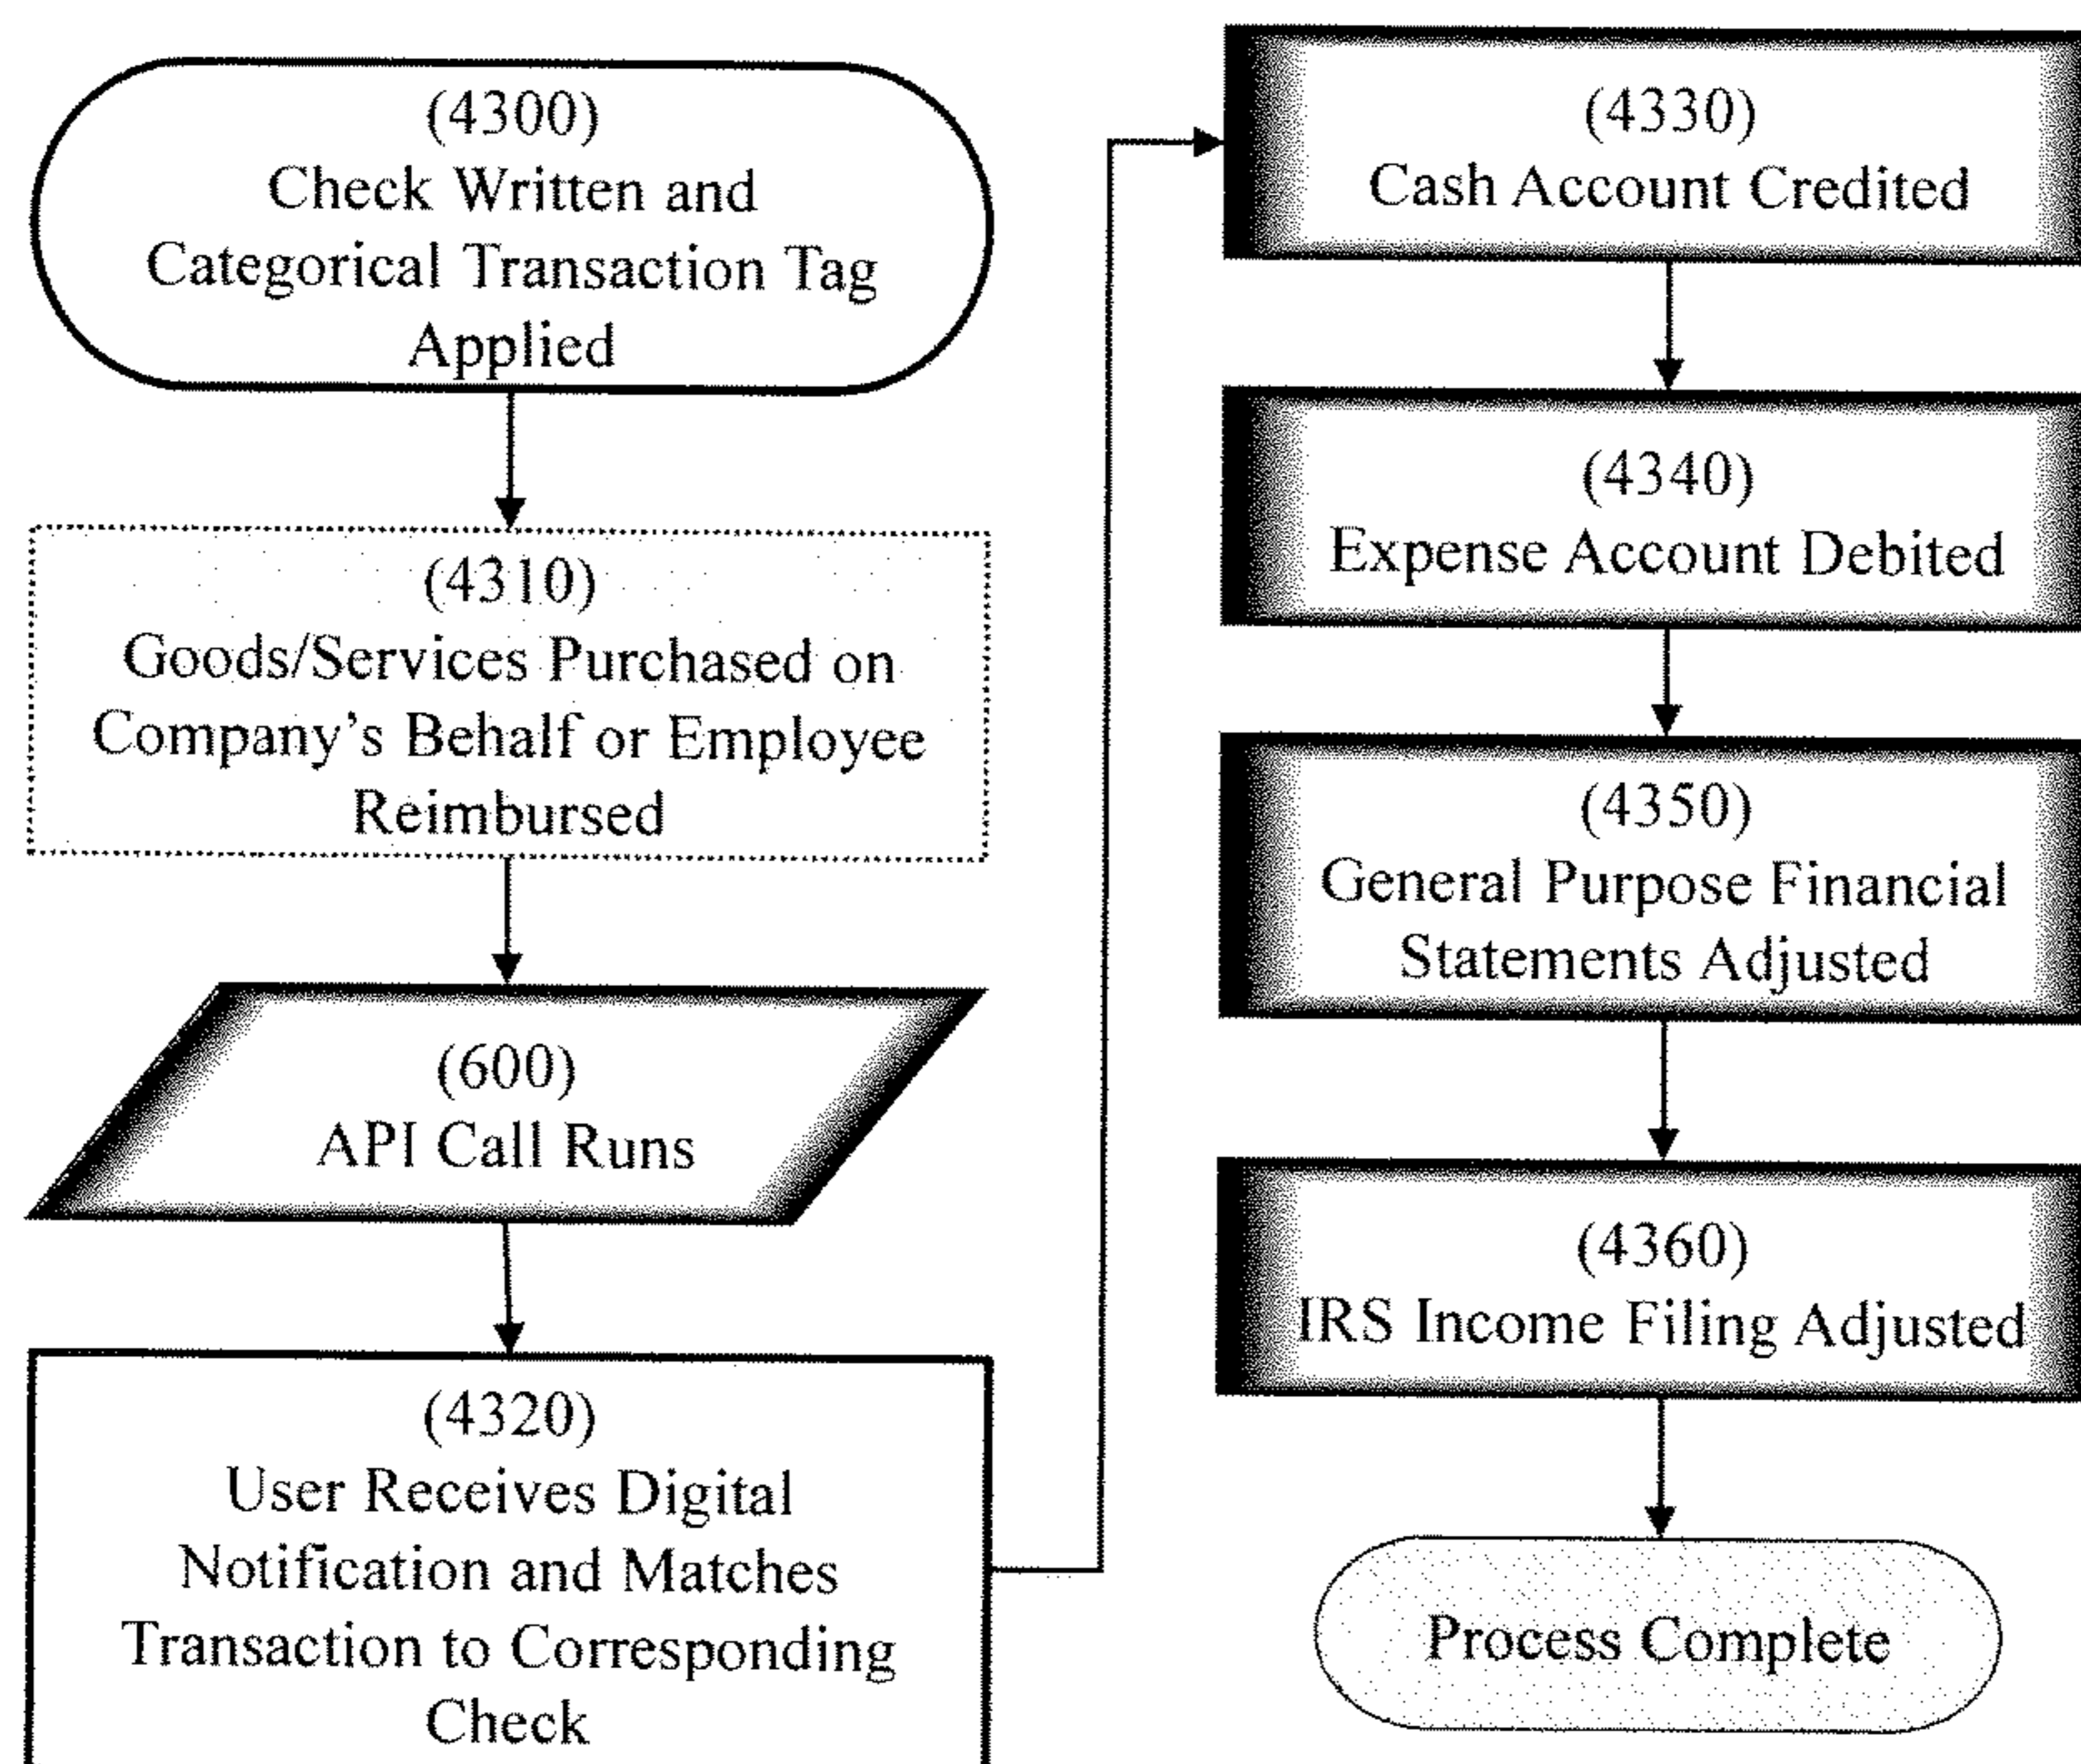 (4300)
Check Written and
Categorical Transaction Tag
Applied
(4310)
Goods/Services Purchased on
Company's Behalf or Employee
Reimbursed
(600)
API Call Runs
(4320)
User Receives Digital
Notification and Matches
Transaction to Corresponding
Check
(4330)
Cash Account Credited
(4340)
Expense Account Debited
(4350)
General Purpose Financial
Statements Adjusted
(4360)
IRS Income Filing Adjusted
Process Complete